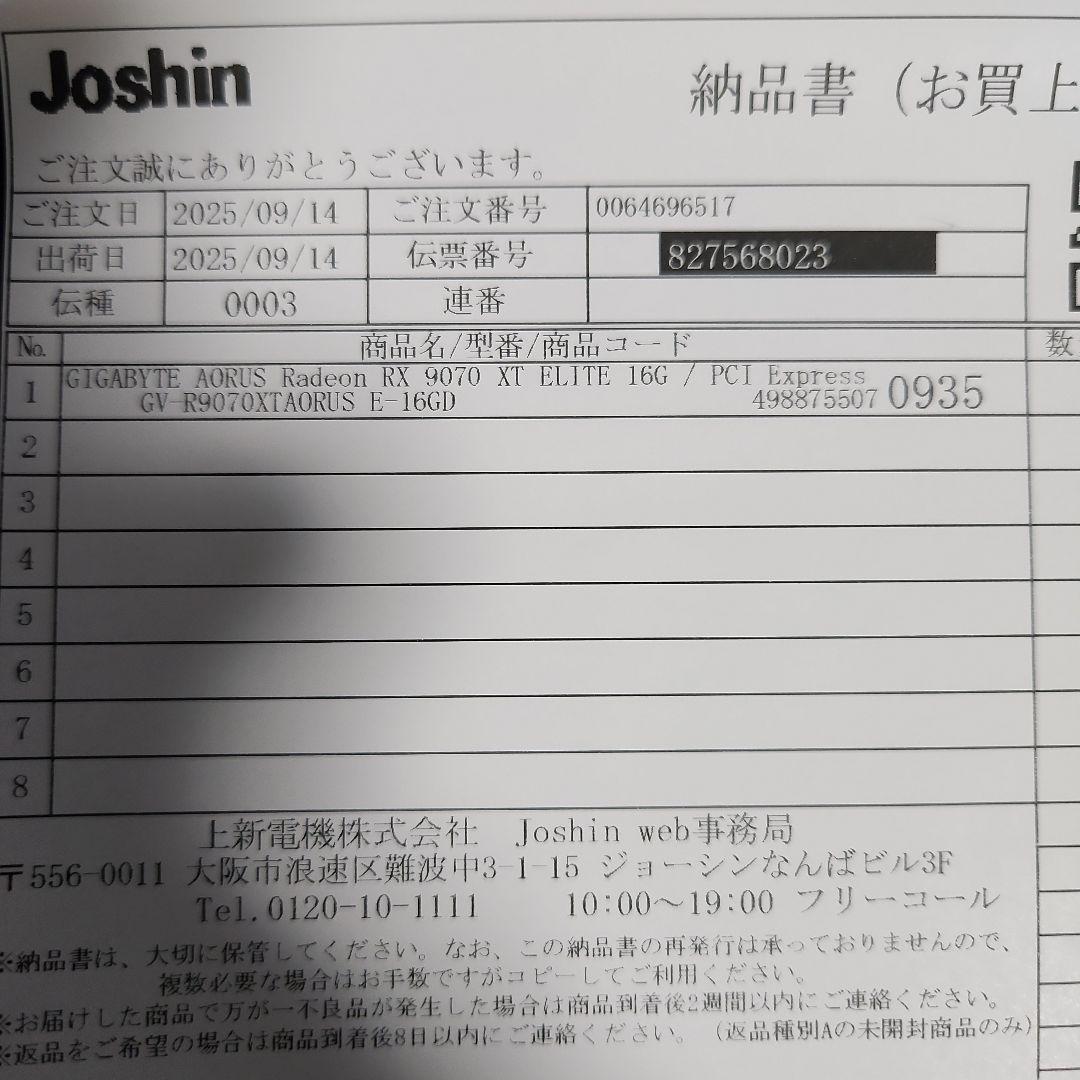 Joshin
納品書(お買上
ご注文誠にありがとうございます。
ご注文日 2025/09/14 ご注文番号 0064696517
出荷日 2025/09/14 伝票番号 827568023
伝種 0003 連番
No. 商品名/型番/商品コード 数
1 GIGABYTE AORUS Radeon RX 9070 XT ELITE 16G / PCI Express
GV-R9070XTAORUS E-16GD 498875507 0935
2
3
4
5
6
7
8
上新電機株式会社 Joshin web事務局
〒556-0011 大阪市浪速区難波中3-1-15 ジョーシンなんばビル3F
Tel.0120-10-1111 10:00〜19:00 フリーコール
※納品書は、大切に保管してください。なお、この納品書の再発行は承っておりませんので、
複数必要な場合はお手数ですがコピーしてご利用ください。
※お届けした商品で万が一不良品が発生した場合は商品到着後2週間以内にご連絡ください。
※返品をご希望の場合は商品到着後8日以内にご連絡ください。(返品種別Aの未開封商品のみ)